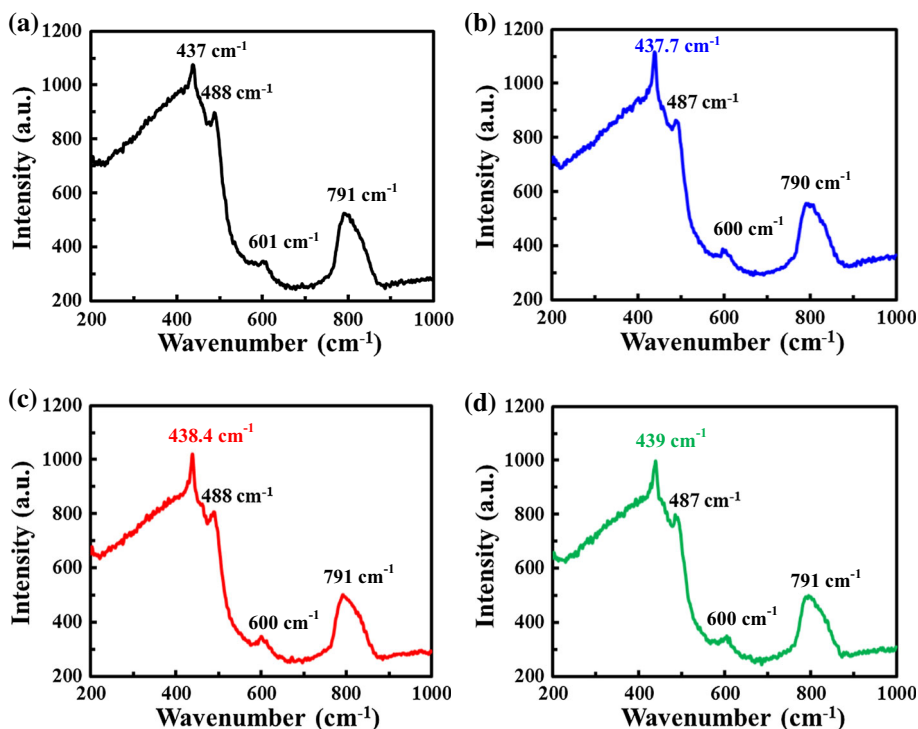 (a)
1200
1000
800
600
400
200
200 400 600 800 1000
Intensity (a.u.)
Wavenumber (cm⁻¹)
437 cm⁻¹
488 cm⁻¹
601 cm⁻¹
791 cm⁻¹
(b)
1200
1000
800
600
400
200
200 400 600 800 1000
Intensity (a.u.)
Wavenumber (cm⁻¹)
437.7 cm⁻¹
487 cm⁻¹
600 cm⁻¹
790 cm⁻¹
(c)
1200
1000
800
600
400
200
200 400 600 800 1000
Intensity (a.u.)
Wavenumber (cm⁻¹)
438.4 cm⁻¹
488 cm⁻¹
600 cm⁻¹
791 cm⁻¹
(d)
1200
1000
800
600
400
200
200 400 600 800 1000
Intensity (a.u.)
Wavenumber (cm⁻¹)
439 cm⁻¹
487 cm⁻¹
600 cm⁻¹
791 cm⁻¹